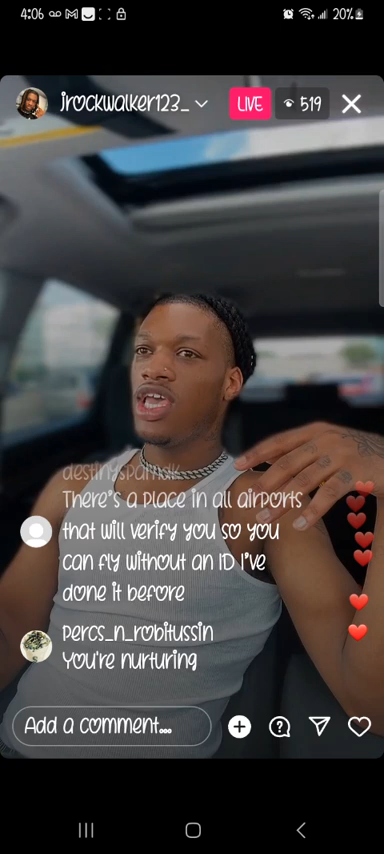 4:06
20%
jrockwalker123_
LIVE
519
There's a place in all airports
that will verify you so you
can fly without an ID I've
done it before
percs_n_robitussin
You're nurturing
Add a comment...